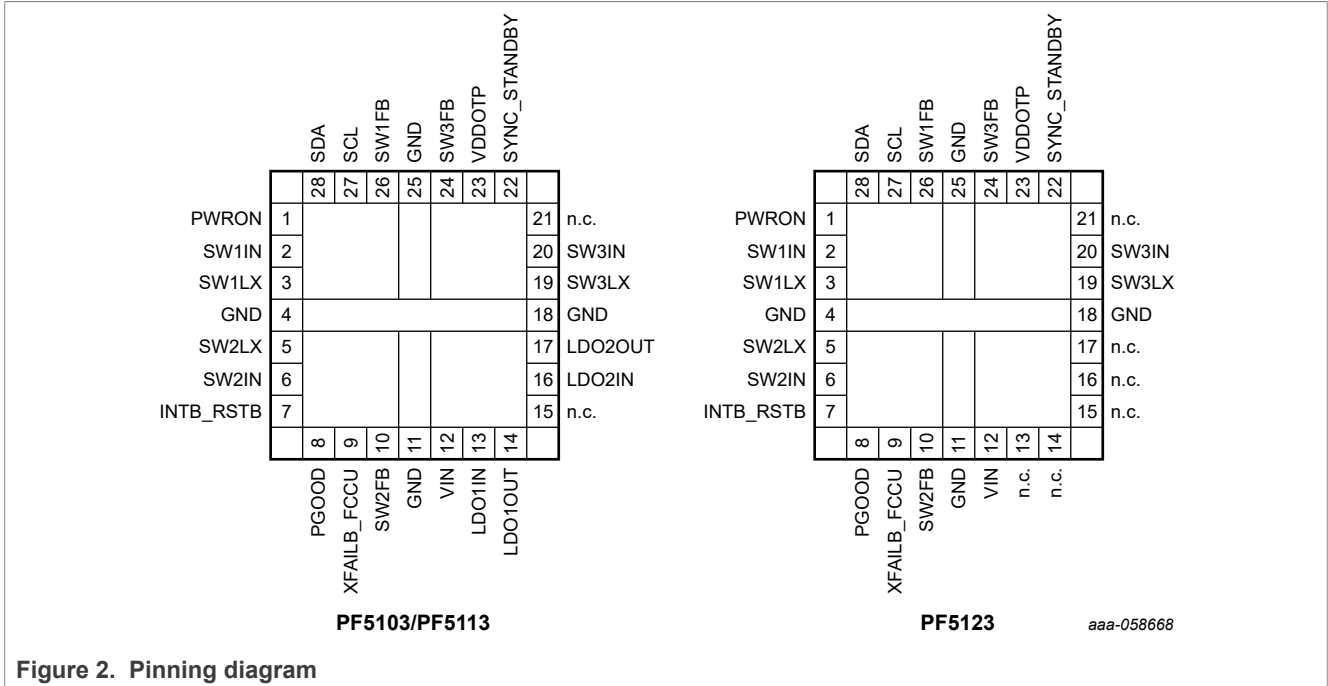 SDA
SCL
SW1FB
GND
SW3FB
VDDOTP
SYNC_STANDBY
28
27
26
25
24
23
22
PWRON 1
SW1IN 2
SW1LX 3
GND 4
SW2LX 5
SW2IN 6
INTB_RSTB 7
21 n.c.
20 SW3IN
19 SW3LX
18 GND
17 LDO2OUT
16 LDO2IN
15 n.c.
8
9
10
11
12
13
14
PGOOD
XFAILB_FCCU
SW2FB
GND
VIN
LDO1IN
LDO1OUT
PF5103/PF5113
SDA
SCL
SW1FB
GND
SW3FB
VDDOTP
SYNC_STANDBY
28
27
26
25
24
23
22
PWRON 1
SW1IN 2
SW1LX 3
GND 4
SW2LX 5
SW2IN 6
INTB_RSTB 7
21 n.c.
20 SW3IN
19 SW3LX
18 GND
17 n.c.
16 n.c.
15 n.c.
8
9
10
11
12
13
14
PGOOD
XFAILB_FCCU
SW2FB
GND
VIN
n.c.
n.c.
PF5123
aaa-058668
Figure 2. Pinning diagram